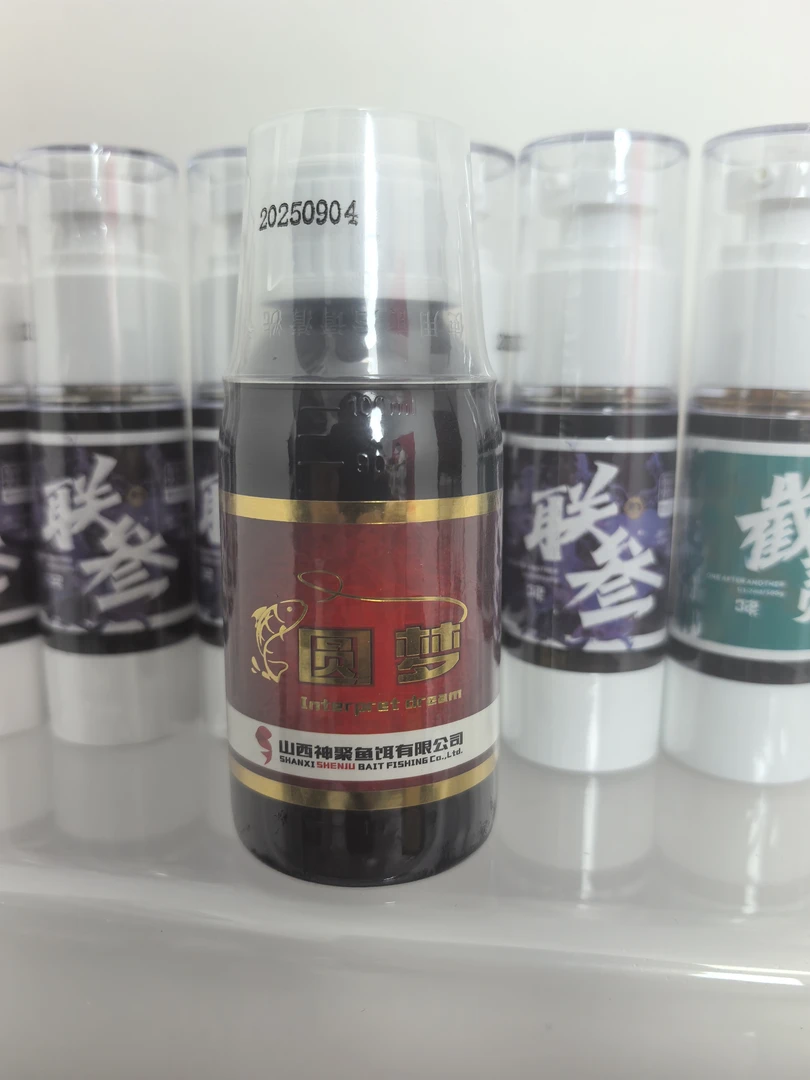 20250904
100ml
90
圆梦
Interpret dream
山西神聚鱼饵有限公司
SHANXI SHENJU BAIT FISHING Co.,Ltd.
联叁
联叁
截